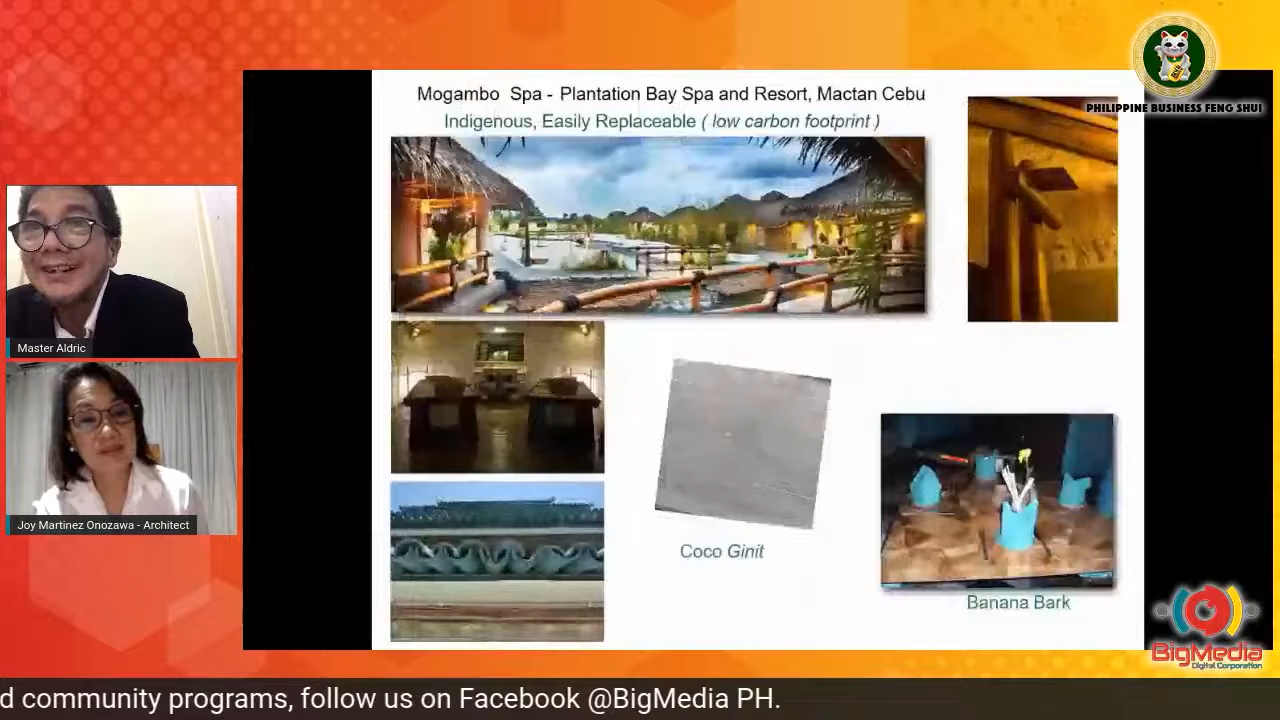 PHILIPPINE BUSINESS FENG SHUI
Mogambo Spa - Plantation Bay Spa and Resort, Mactan Cebu
Indigenous, Easily Replaceable ( low carbon footprint )
Master Aldric
Joy Martinez Onozawa - Architect
Coco Ginit
Banana Bark
BigMedia
Digital Corporation
d community programs, follow us on Facebook @BigMedia PH.